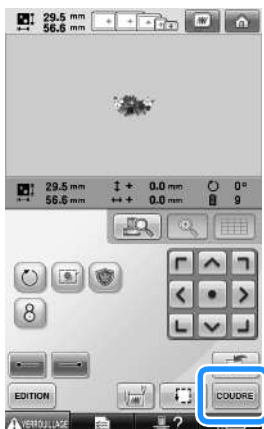 29.5 mm
56.6 mm
29.5 mm ↕ + 0.0 mm 0°
56.6 mm ↔ + 0.0 mm 9
8
EDITION COUDRE
VERROUILLAGE ?